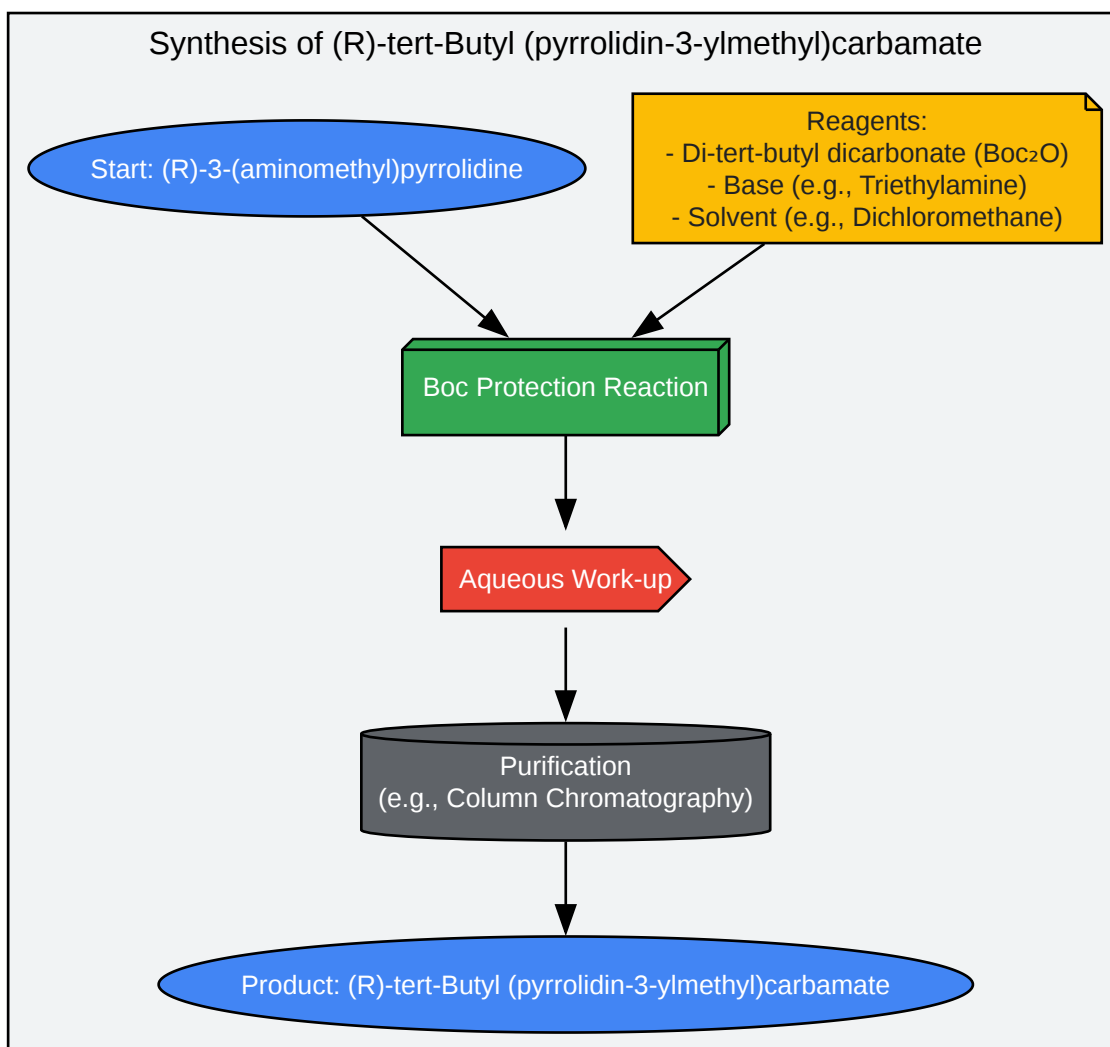 Synthesis of (R)-tert-Butyl (pyrrolidin-3-ylmethyl)carbamate
Start: (R)-3-(aminomethyl)pyrrolidine
Reagents:
- Di-tert-butyl dicarbonate (Boc₂O)
- Base (e.g., Triethylamine)
- Solvent (e.g., Dichloromethane)
Boc Protection Reaction
Aqueous Work-up
Purification
(e.g., Column Chromatography)
Product: (R)-tert-Butyl (pyrrolidin-3-ylmethyl)carbamate